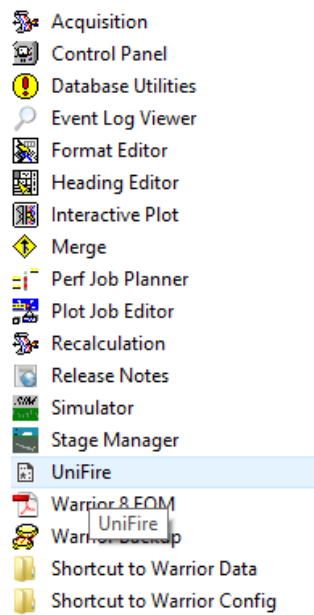 Acquisition
Control Panel
Database Utilities
Event Log Viewer
Format Editor
Heading Editor
Interactive Plot
Merge
Perf Job Planner
Plot Job Editor
Recalculation
Release Notes
Simulator
Stage Manager
UniFire
Warrior 8 EOM
UniFire
Warrior Backup
Shortcut to Warrior Data
Shortcut to Warrior Config